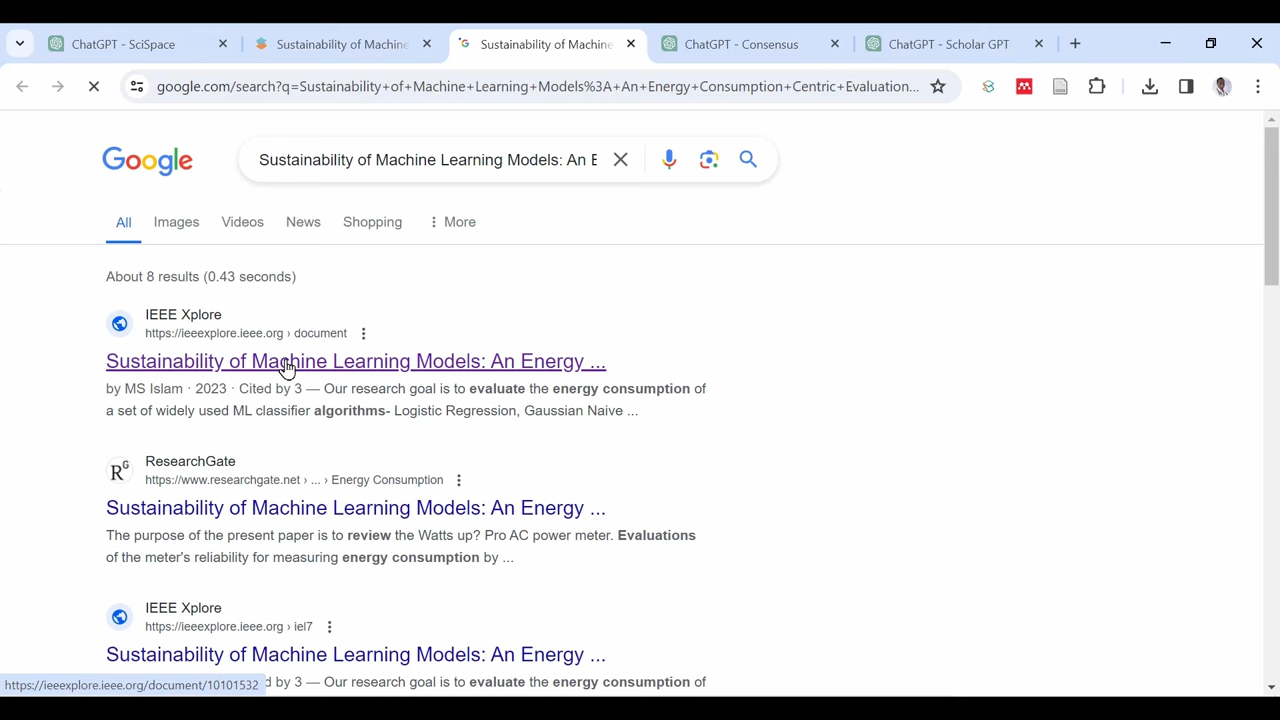 ChatGPT - SciSpace
Sustainability of Machine
Sustainability of Machine
ChatGPT - Consensus
ChatGPT - Scholar GPT
google.com/search?q=Sustainability+of+Machine+Learning+Models%3A+An+Energy+Consumption+Centric+Evaluation...
Google
Sustainability of Machine Learning Models: An E
All
Images
Videos
News
Shopping
More
About 8 results (0.43 seconds)
IEEE Xplore
https://ieeexplore.ieee.org › document
Sustainability of Machine Learning Models: An Energy ...
by MS Islam · 2023 · Cited by 3 — Our research goal is to evaluate the energy consumption of
a set of widely used ML classifier algorithms- Logistic Regression, Gaussian Naive ...
RG
ResearchGate
https://www.researchgate.net › ... › Energy Consumption
Sustainability of Machine Learning Models: An Energy ...
The purpose of the present paper is to review the Watts up? Pro AC power meter. Evaluations
of the meter's reliability for measuring energy consumption by ...
IEEE Xplore
https://ieeexplore.ieee.org › iel7
Sustainability of Machine Learning Models: An Energy ...
d by 3 — Our research goal is to evaluate the energy consumption of
https://ieeexplore.ieee.org/document/10101532